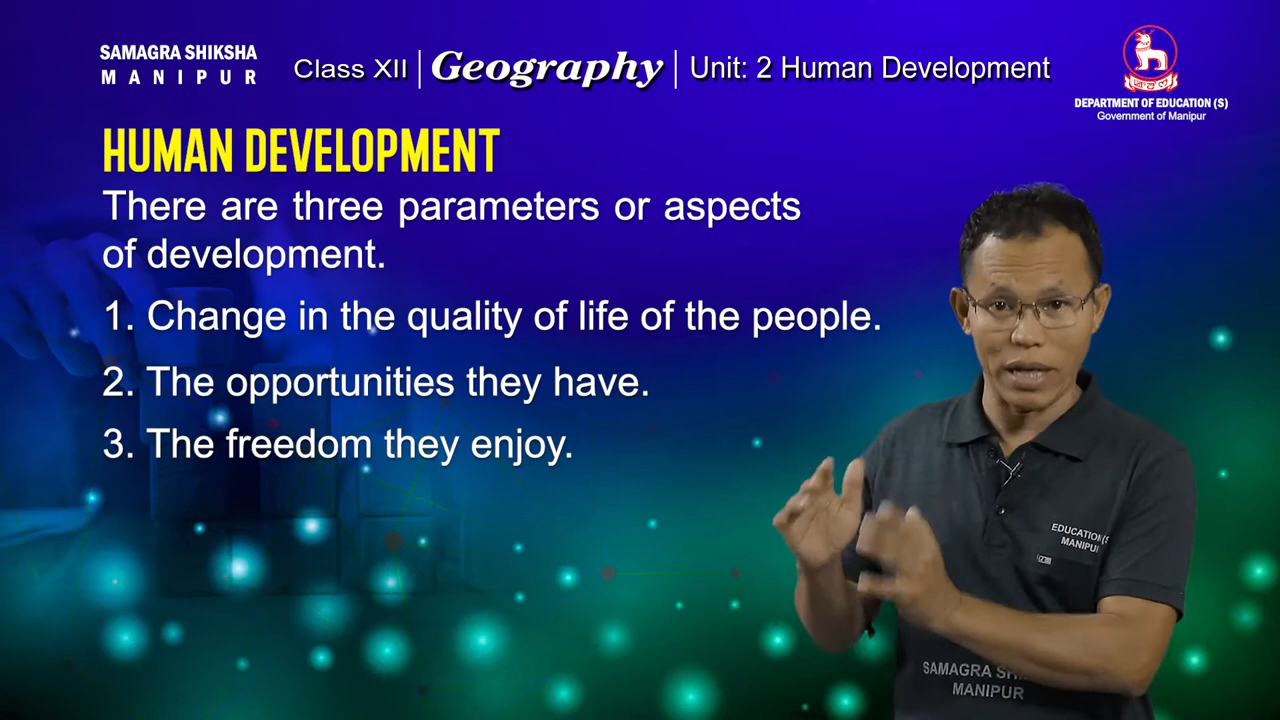 SAMAGRA SHIKSHA
MANIPUR
Class XII | Geography | Unit: 2 Human Development
DEPARTMENT OF EDUCATION (S)
Government of Manipur
HUMAN DEVELOPMENT
There are three parameters or aspects
of development.
1. Change in the quality of life of the people.
2. The opportunities they have.
3. The freedom they enjoy.
EDUCATION (S
MANIPUR
SAMAGRA
MANIPUR